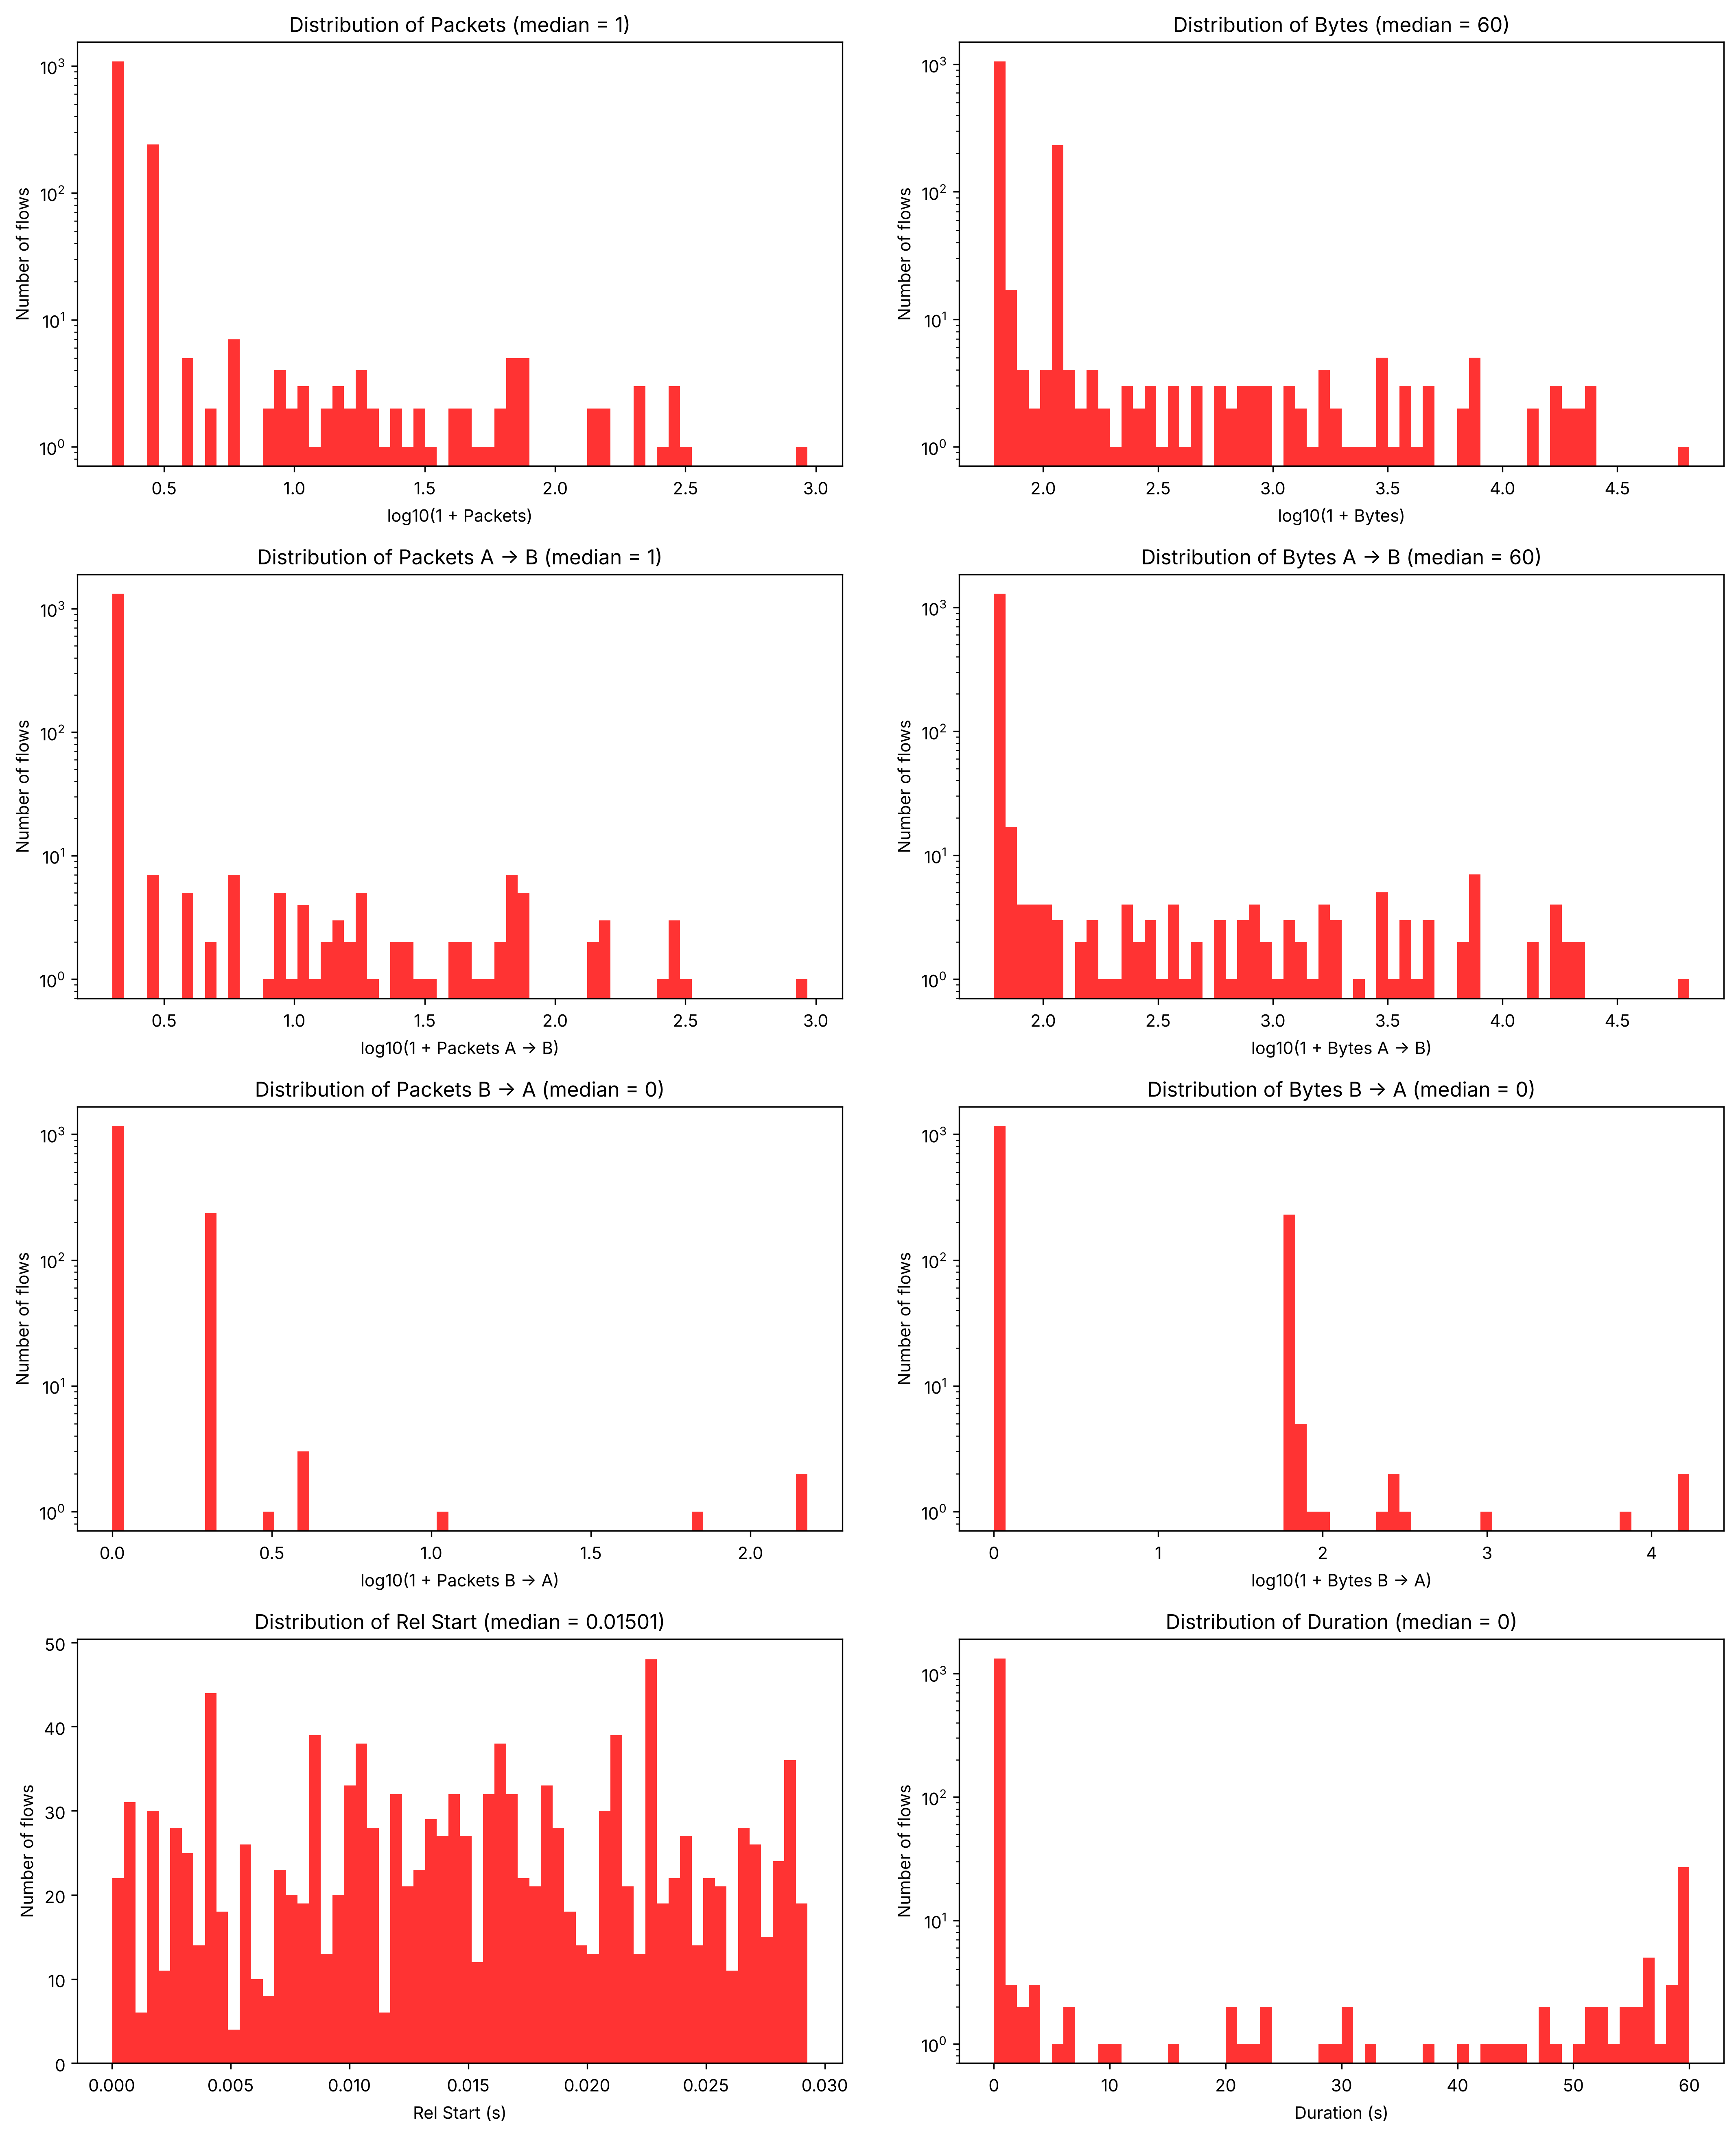 Distribution of Packets (median = 1)
Number of flows
10³
10²
10¹
10⁰
0.5 1.0 1.5 2.0 2.5 3.0
log10(1 + Packets)
Distribution of Bytes (median = 60)
Number of flows
10³
10²
10¹
10⁰
2.0 2.5 3.0 3.5 4.0 4.5
log10(1 + Bytes)
Distribution of Packets A → B (median = 1)
Number of flows
10³
10²
10¹
10⁰
0.5 1.0 1.5 2.0 2.5 3.0
log10(1 + Packets A → B)
Distribution of Bytes A → B (median = 60)
Number of flows
10³
10²
10¹
10⁰
2.0 2.5 3.0 3.5 4.0 4.5
log10(1 + Bytes A → B)
Distribution of Packets B → A (median = 0)
Number of flows
10³
10²
10¹
10⁰
0.0 0.5 1.0 1.5 2.0
log10(1 + Packets B → A)
Distribution of Bytes B → A (median = 0)
Number of flows
10³
10²
10¹
10⁰
0 1 2 3 4
log10(1 + Bytes B → A)
Distribution of Rel Start (median = 0.01501)
Number of flows
50
40
30
20
10
0
0.000 0.005 0.010 0.015 0.020 0.025 0.030
Rel Start (s)
Distribution of Duration (median = 0)
Number of flows
10³
10²
10¹
10⁰
0 10 20 30 40 50 60
Duration (s)